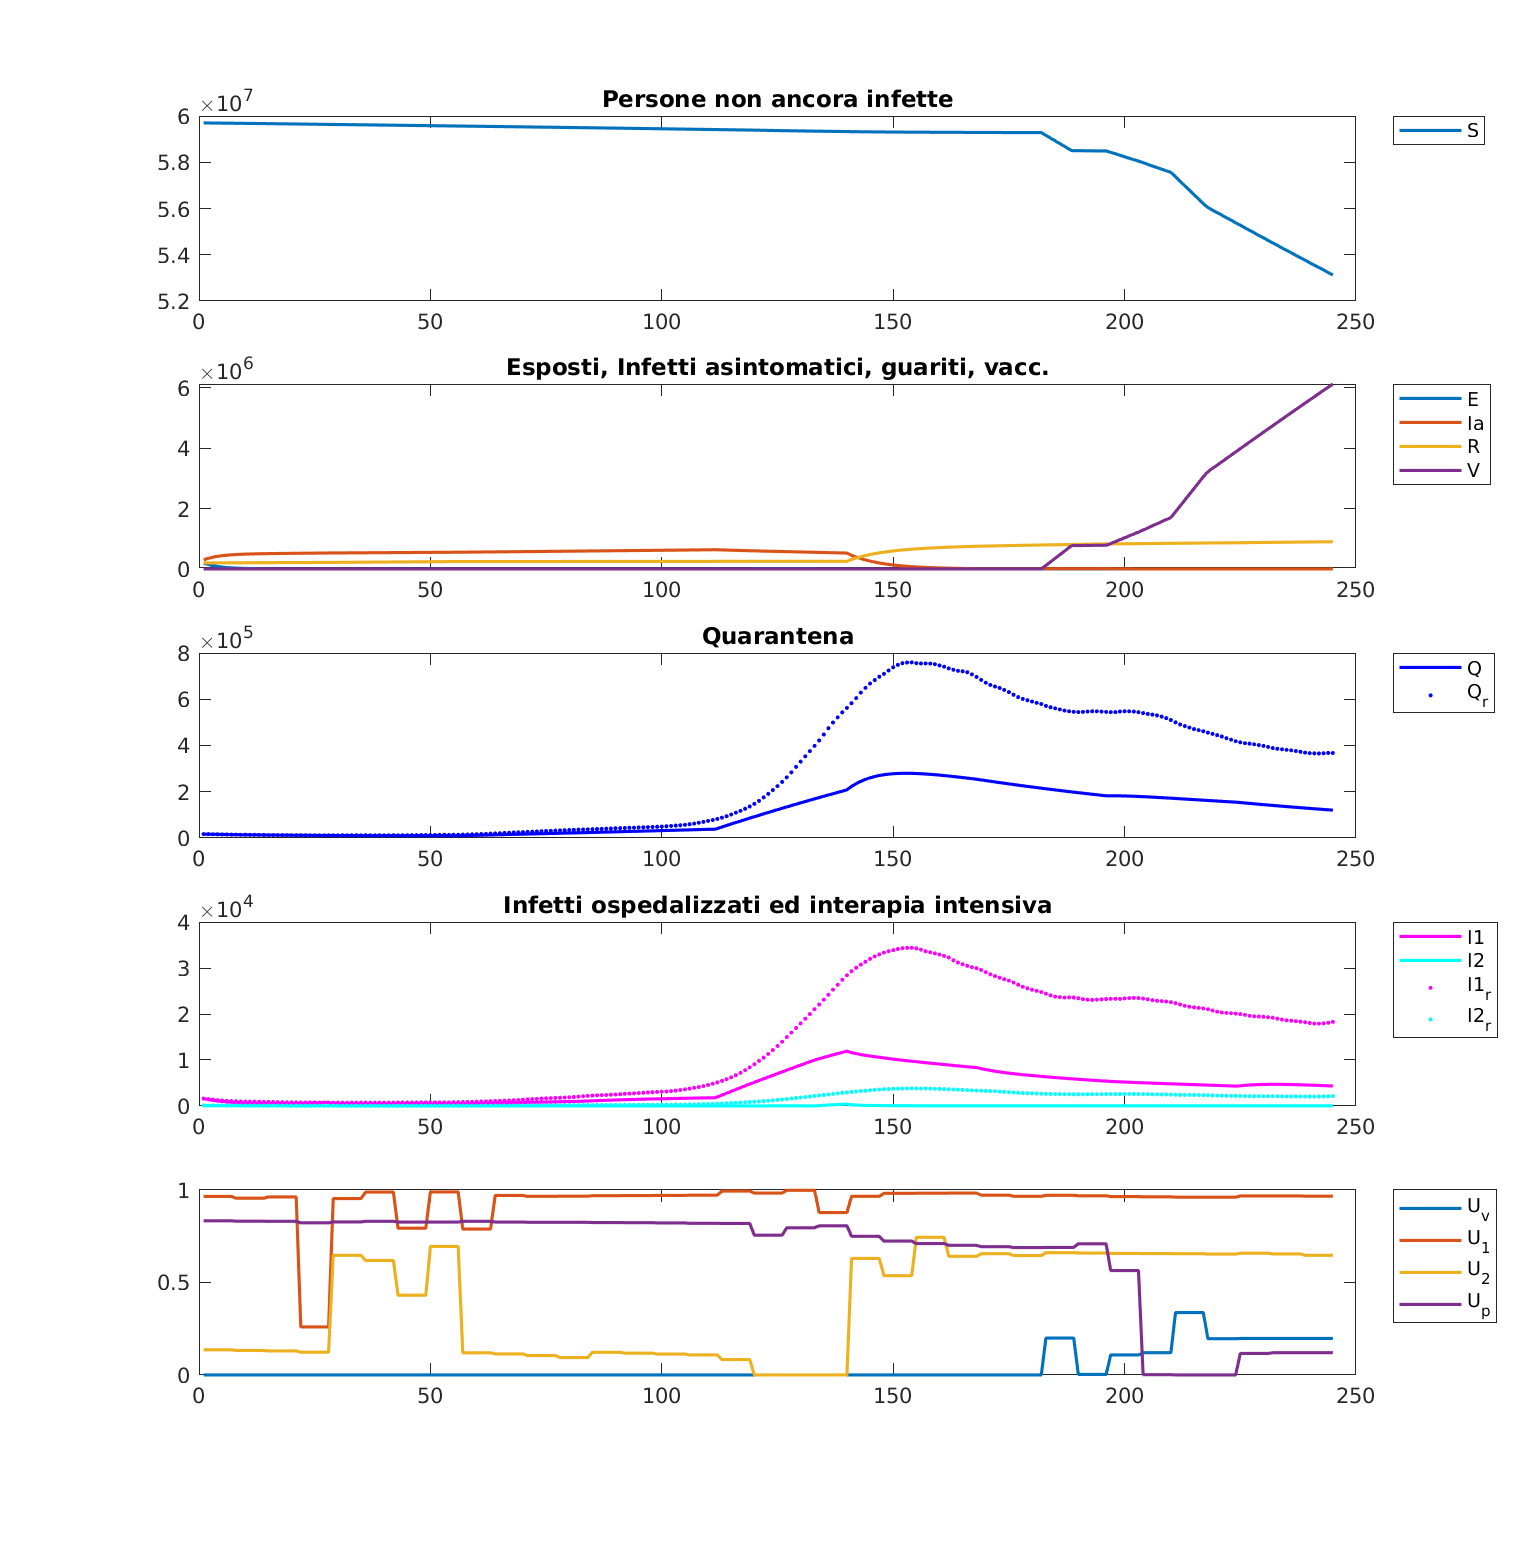 Persone non ancora infette
×10^7
6
5.8
5.6
5.4
5.2
0 50 100 150 200 250
S
Esposti, Infetti asintomatici, guariti, vacc.
×10^6
6
4
2
0
0 50 100 150 200 250
E
Ia
R
V
Quarantena
×10^5
8
6
4
2
0
0 50 100 150 200 250
Q
Q_r
Infetti ospedalizzati ed interapia intensiva
×10^4
4
3
2
1
0
0 50 100 150 200 250
I1
I2
I1_r
I2_r
1
0.5
0
0 50 100 150 200 250
U_v
U_1
U_2
U_p